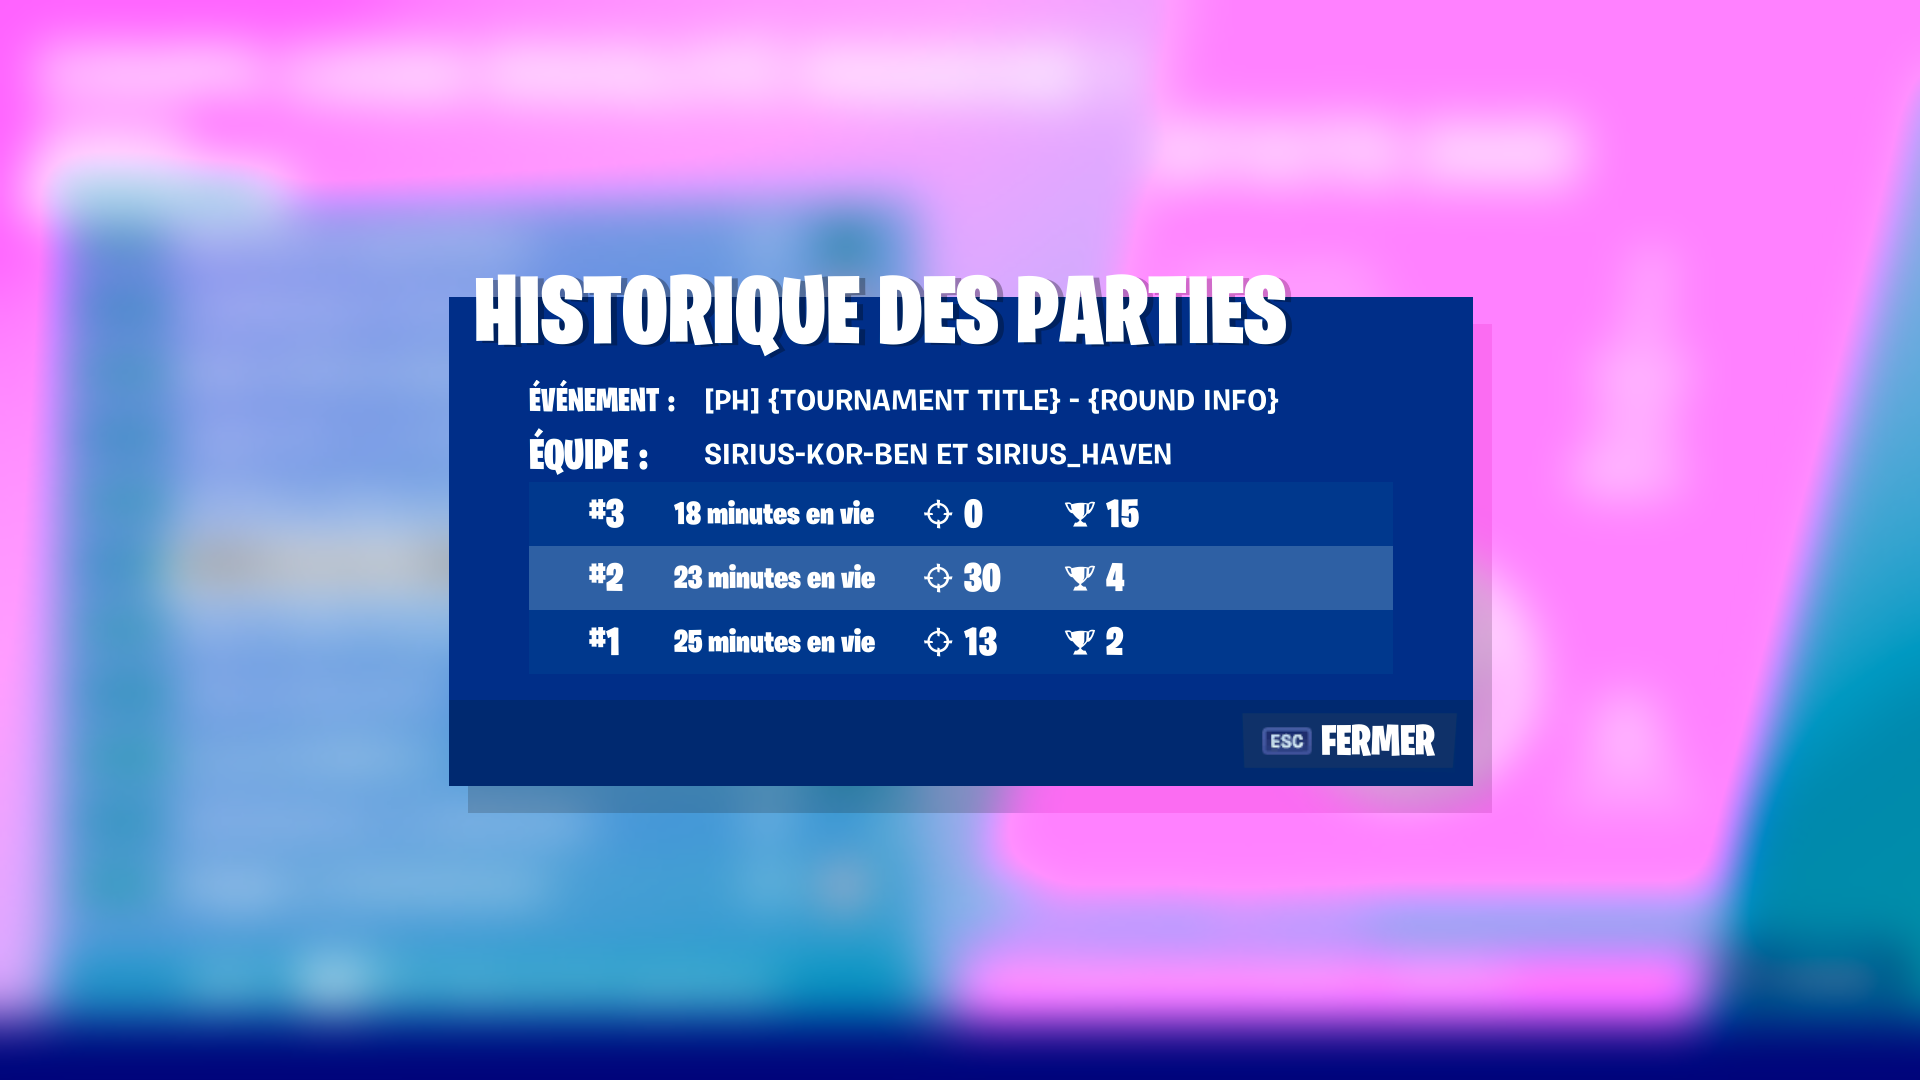 HISTORIQUE DES PARTIES
ÉVÉNEMENT : [PH] {TOURNAMENT TITLE} - {ROUND INFO}
ÉQUIPE : SIRIUS-KOR-BEN ET SIRIUS_HAVEN
#3 18 minutes en vie 0 15
#2 23 minutes en vie 30 4
#1 25 minutes en vie 13 2
ESC FERMER